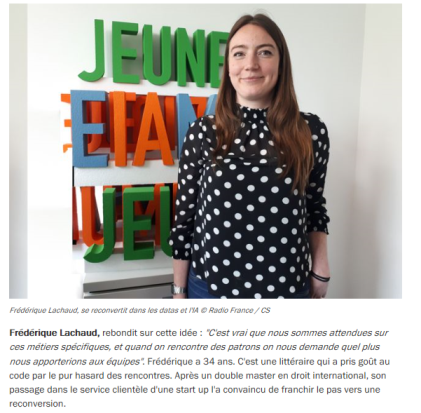 JEUNE
ETAN
JEU
Frédérique Lachaud, se reconvertit dans les datas et l'IA © Radio France / CS
Frédérique Lachaud, rebondit sur cette idée : "C'est vrai que nous sommes attendues sur
ces métiers spécifiques, et quand on rencontre des patrons on nous demande quel plus
nous apporterions aux équipes". Frédérique a 34 ans. C'est une littéraire qui a pris goût au
code par le pur hasard des rencontres. Après un double master en droit international, son
passage dans le service clientèle d'une start up l'a convaincu de franchir le pas vers une
reconversion.